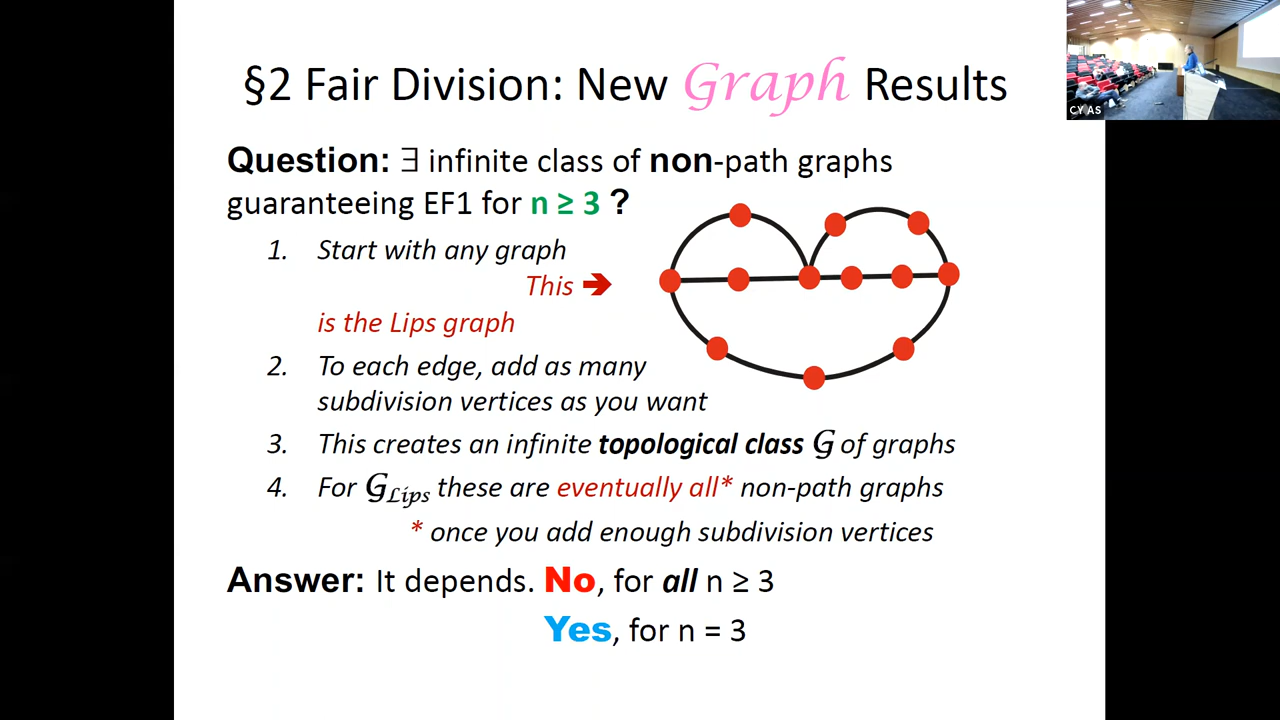 §2 Fair Division: New Graph Results
CY AS
Question: ∃ infinite class of non-path graphs
guaranteeing EF1 for n ≥ 3 ?
1. Start with any graph
This ➔
is the Lips graph
2. To each edge, add as many
subdivision vertices as you want
3. This creates an infinite topological class 𝒢 of graphs
4. For 𝒢Lips these are eventually all* non-path graphs
* once you add enough subdivision vertices
Answer: It depends. No, for all n ≥ 3
Yes, for n = 3